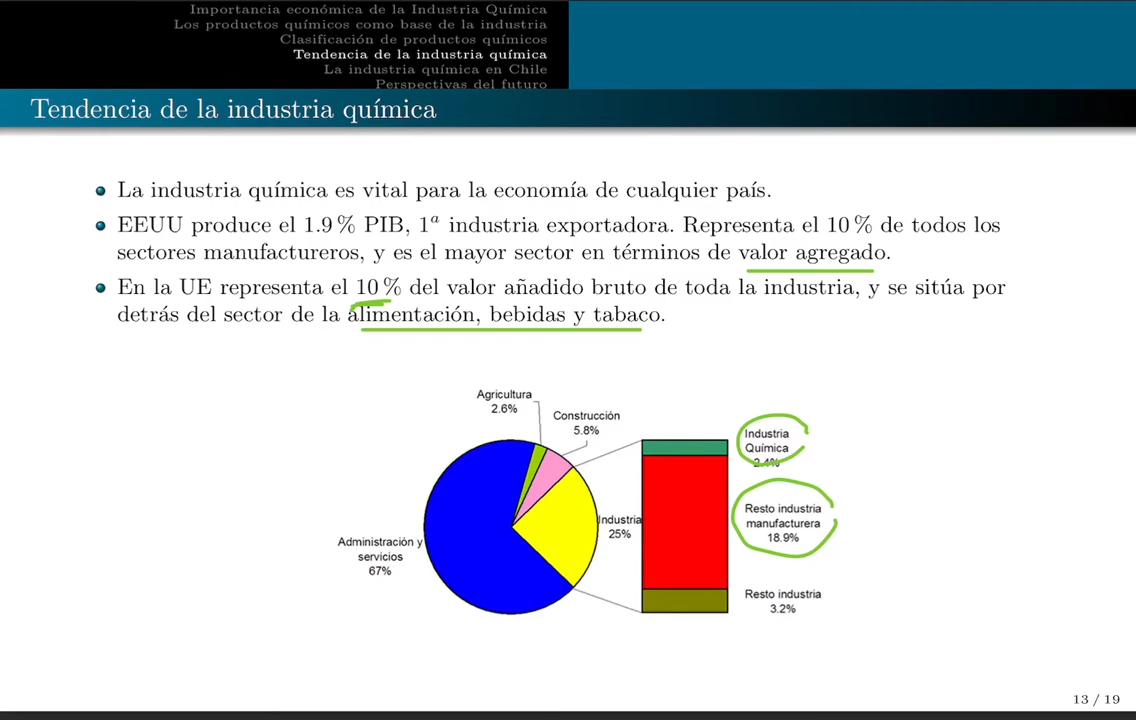 Importancia económica de la Industria Química
Los productos químicos como base de la industria
Clasificación de productos químicos
Tendencia de la industria química
La industria química en Chile
Perspectivas del futuro
Tendencia de la industria química
La industria química es vital para la economía de cualquier país.
EEUU produce el 1.9 % PIB, 1ª industria exportadora. Representa el 10 % de todos los
sectores manufactureros, y es el mayor sector en términos de valor agregado.
En la UE representa el 10 % del valor añadido bruto de toda la industria, y se sitúa por
detrás del sector de la alimentación, bebidas y tabaco.
Agricultura
2.6%
Construcción
5.8%
Industria
25%
Administración y
servicios
67%
Industria
Química
2.4%
Resto industria
manufacturera
18.9%
Resto industria
3.2%
13 / 19